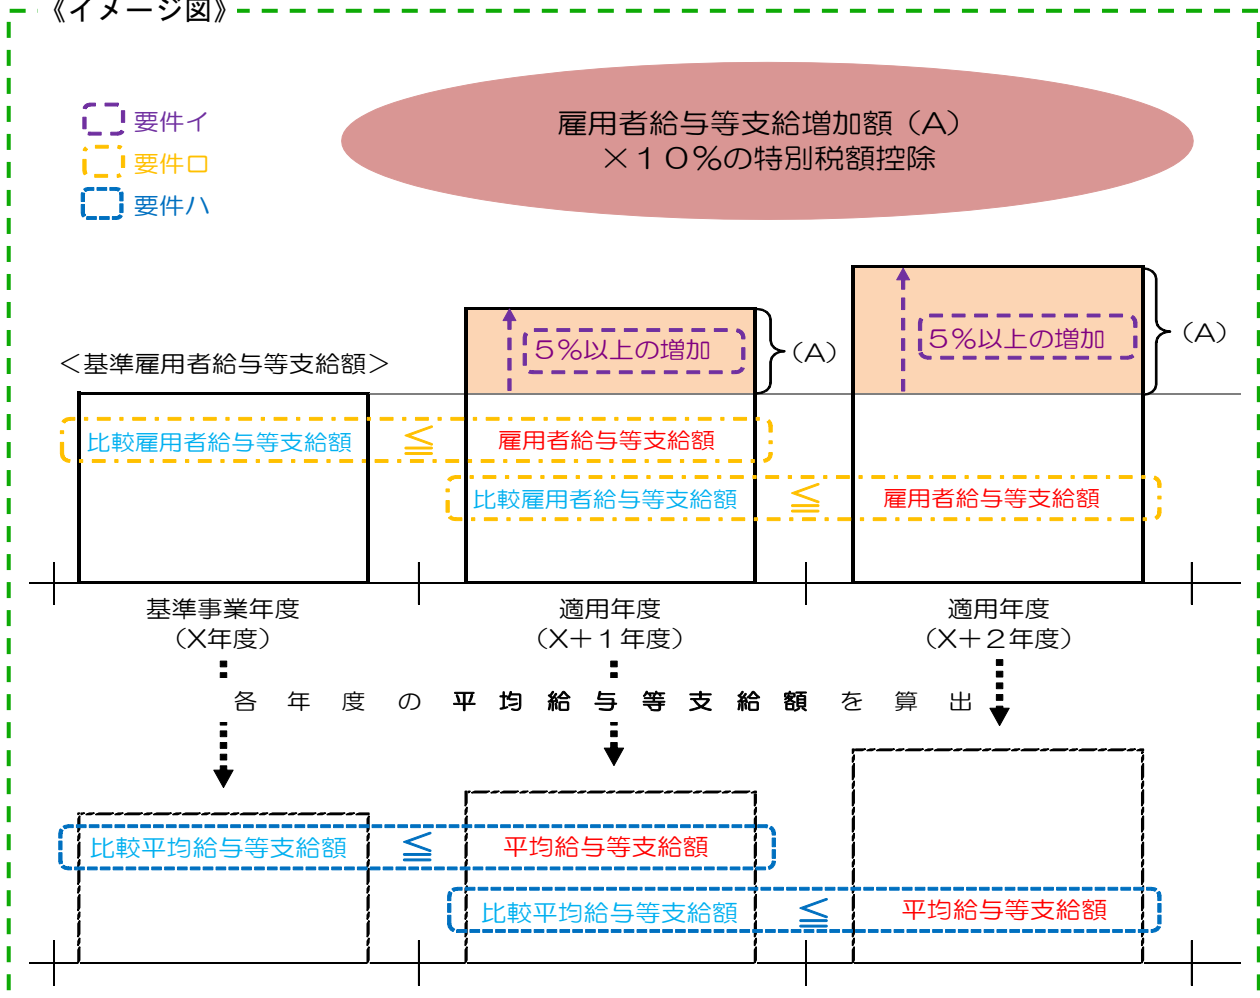 《イメージ図》
要件イ
要件ロ
要件ハ
雇用者給与等支給増加額（A）
×１０％の特別税額控除
＜基準雇用者給与等支給額＞
５％以上の増加
（A）
５％以上の増加
（A）
比較雇用者給与等支給額 ≦ 雇用者給与等支給額
比較雇用者給与等支給額 ≦ 雇用者給与等支給額
基準事業年度
（X年度）
適用年度
（X＋１年度）
適用年度
（X＋２年度）
各年度の平均給与等支給額を算出
比較平均給与等支給額 ≦ 平均給与等支給額
比較平均給与等支給額 ≦ 平均給与等支給額